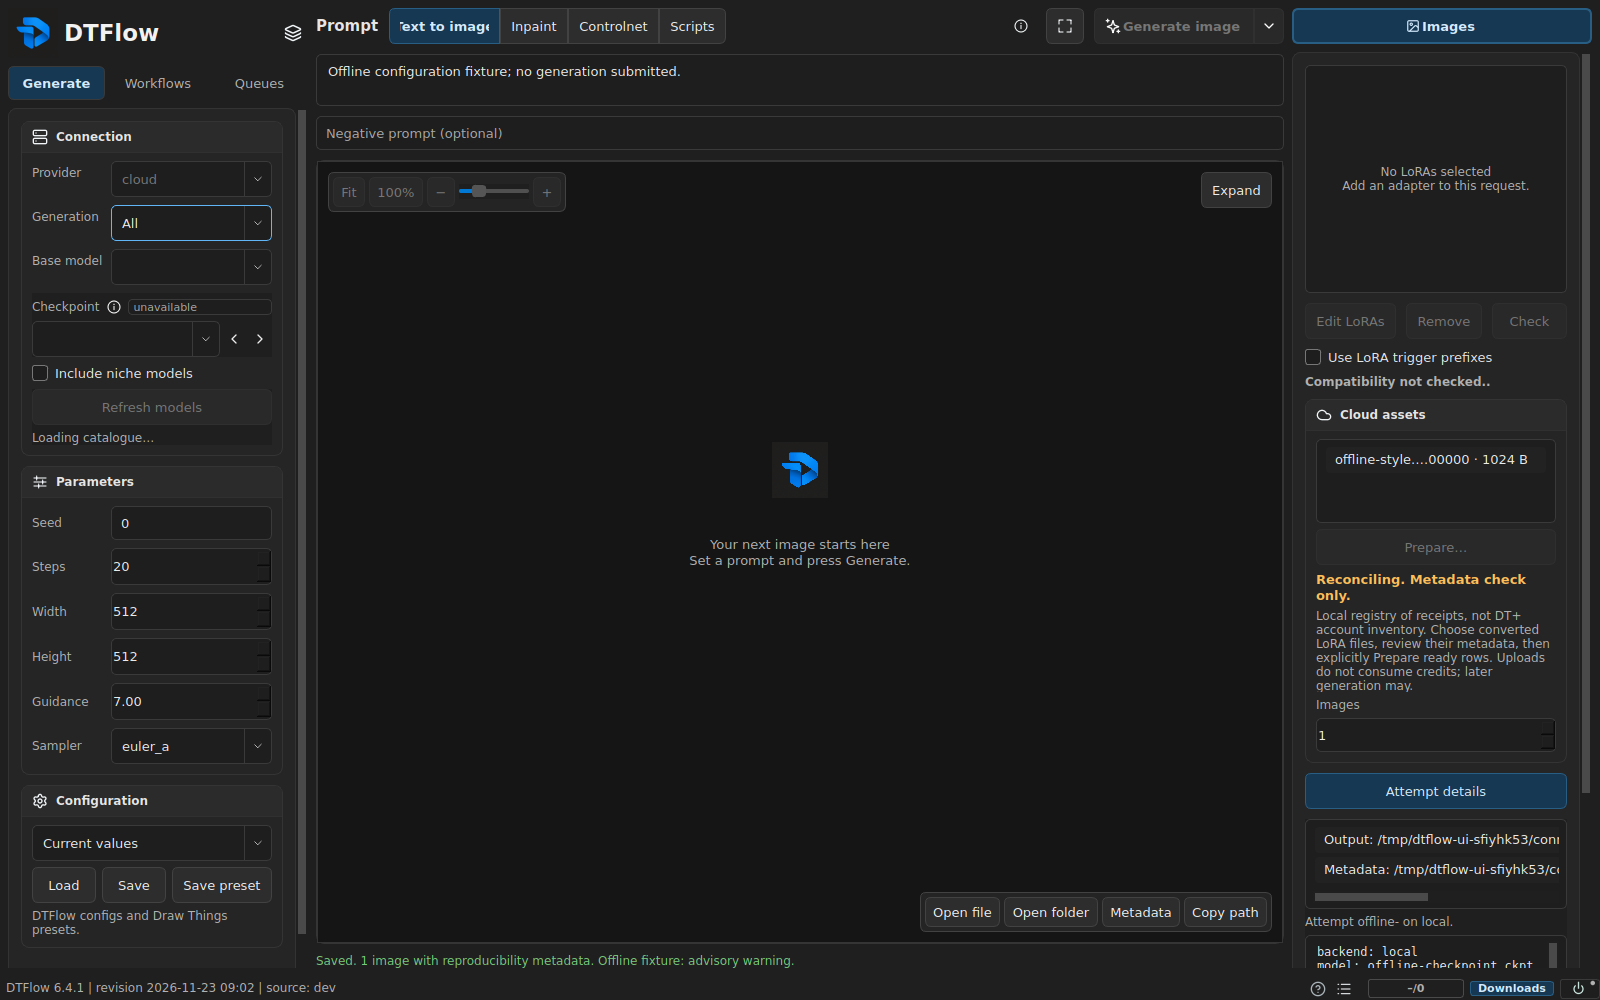 DTFlow
Generate
Workflows
Queues
Connection
Provider
cloud
Generation
All
Base model
Checkpoint
unavailable
Include niche models
Refresh models
Loading catalogue...
Parameters
Seed
0
Steps
20
Width
512
Height
512
Guidance
7.00
Sampler
euler_a
Configuration
Current values
Load
Save
Save preset
DTFlow configs and Draw Things
presets.
Prompt
Text to image
Inpaint
Controlnet
Scripts
Generate image
Offline configuration fixture; no generation submitted.
Negative prompt (optional)
Fit
100%
−
+
Expand
Your next image starts here
Set a prompt and press Generate.
Open file
Open folder
Metadata
Copy path
Saved. 1 image with reproducibility metadata. Offline fixture: advisory warning.
Images
No LoRAs selected
Add an adapter to this request.
Edit LoRAs
Remove
Check
Use LoRA trigger prefixes
Compatibility not checked..
Cloud assets
offline-style....00000 · 1024 B
Prepare...
Reconciling. Metadata check
only.
Local registry of receipts, not DT+
account inventory. Choose converted
LoRA files, review their metadata, then
explicitly Prepare ready rows. Uploads
do not consume credits; later
generation may.
Images
1
Attempt details
Output: /tmp/dtflow-ui-sfiyhk53/con
Metadata: /tmp/dtflow-ui-sfiyhk53/c
Attempt offline- on local.
backend: local
model: offline-checkpoint.ckpt
DTFlow 6.4.1 | revision 2026-11-23 09:02 | source: dev
-/0
Downloads